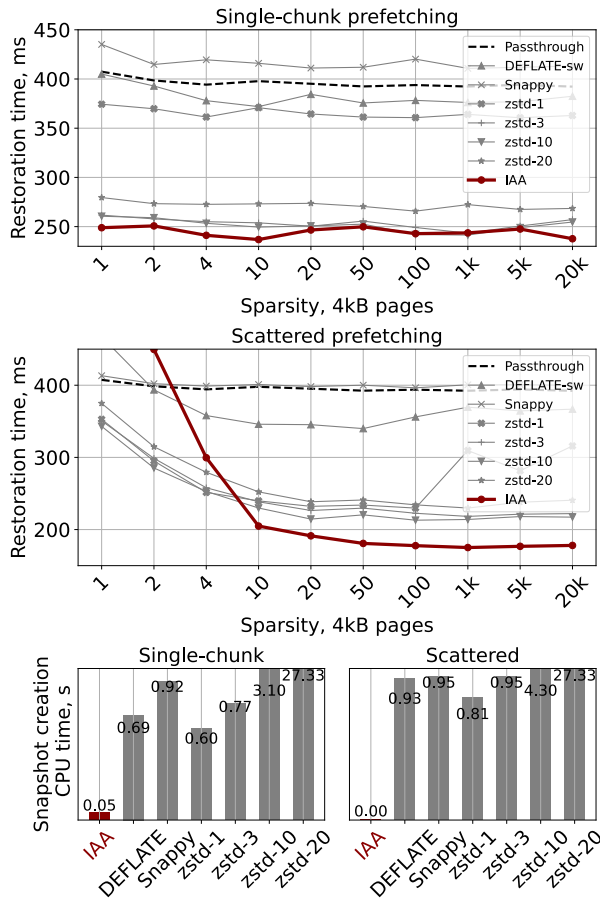 Single-chunk prefetching
Restoration time, ms
450
400
350
300
250
Passthrough
DEFLATE-sw
Snappy
zstd-1
zstd-3
zstd-10
zstd-20
IAA
1 2 4 10 20 50 100 1k 5k 20k
Sparsity, 4kB pages
Scattered prefetching
Restoration time, ms
400
300
200
Passthrough
DEFLATE-sw
Snappy
zstd-1
zstd-3
zstd-10
zstd-20
IAA
1 2 4 10 20 50 100 1k 5k 20k
Sparsity, 4kB pages
Snapshot creation
CPU time, s
Single-chunk
0.05 0.69 0.92 0.60 0.77 3.10 27.33
IAA DEFLATE Snappy zstd-1 zstd-3 zstd-10 zstd-20
Scattered
0.00 0.93 0.95 0.81 0.95 4.30 27.33
IAA DEFLATE Snappy zstd-1 zstd-3 zstd-10 zstd-20